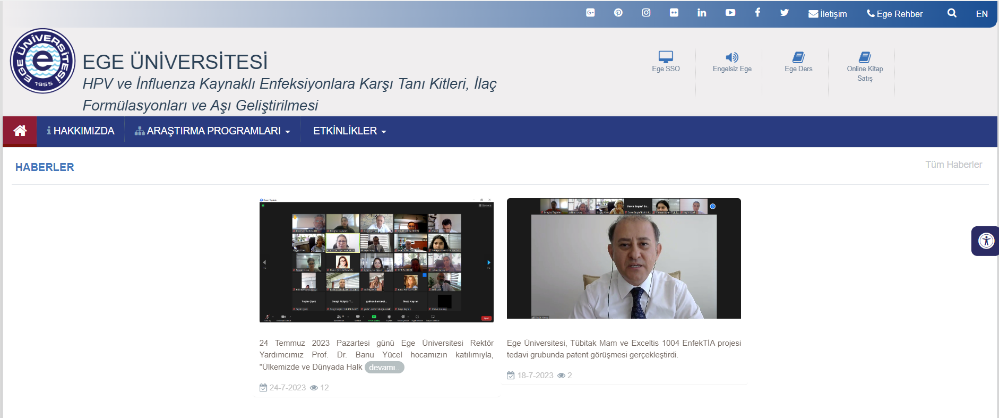 İletişim
Ege Rehber
EN
EGE ÜNİVERSİTESİ
1955
EGE ÜNİVERSİTESİ
HPV ve İnfluenza Kaynaklı Enfeksiyonlara Karşı Tanı Kitleri, İlaç
Formülasyonları ve Aşı Geliştirilmesi
Ege SSO
Engelsiz Ege
Ege Ders
Online Kitap
Satış
HAKKIMIZDA
ARAŞTIRMA PROGRAMLARI
ETKİNLİKLER
HABERLER
Tüm Haberler
Yeşim Çiçek
Neşe Kayran
24 Temmuz 2023 Pazartesi günü Ege Üniversitesi Rektör
Yardımcımız Prof. Dr. Banu Yücel hocamızın katılımıyla,
"Ülkemizde ve Dünyada Halk devamı..
24-7-2023 12
Ege Üniversitesi, Tübitak Mam ve Exceltis 1004 EnfekTİA projesi
tedavi grubunda patent görüşmesi gerçekleştirdi.
18-7-2023 2